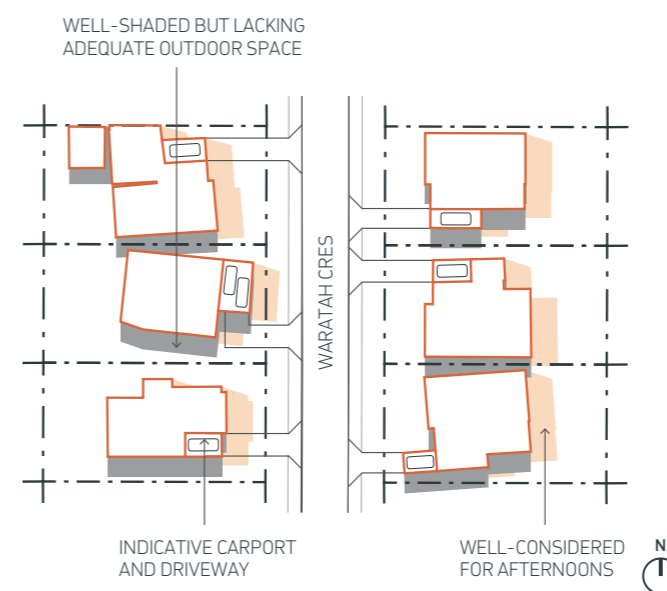 WELL-SHADED BUT LACKING
ADEQUATE OUTDOOR SPACE
WARATAH CRES
INDICATIVE CARPORT
AND DRIVEWAY
WELL-CONSIDERED
FOR AFTERNOONS
N